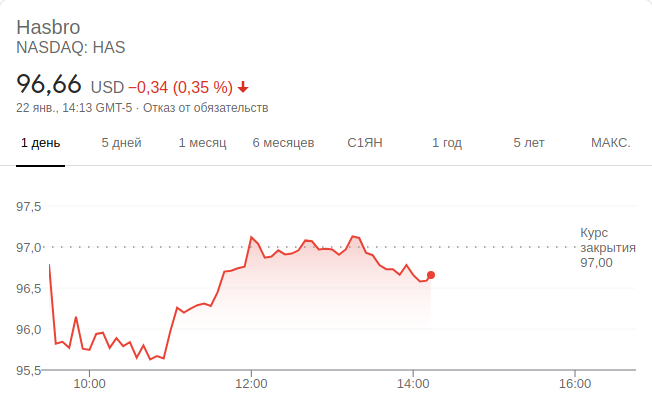 Hasbro
NASDAQ: HAS
96,66 USD −0,34 (0,35 %)
22 янв., 14:13 GMT-5 · Отказ от обязательств
1 день 5 дней 1 месяц 6 месяцев С1ЯН 1 год 5 лет МАКС.
97,5
97,0
96,5
96,0
95,5
Курс
закрытия
97,00
10:00 12:00 14:00 16:00